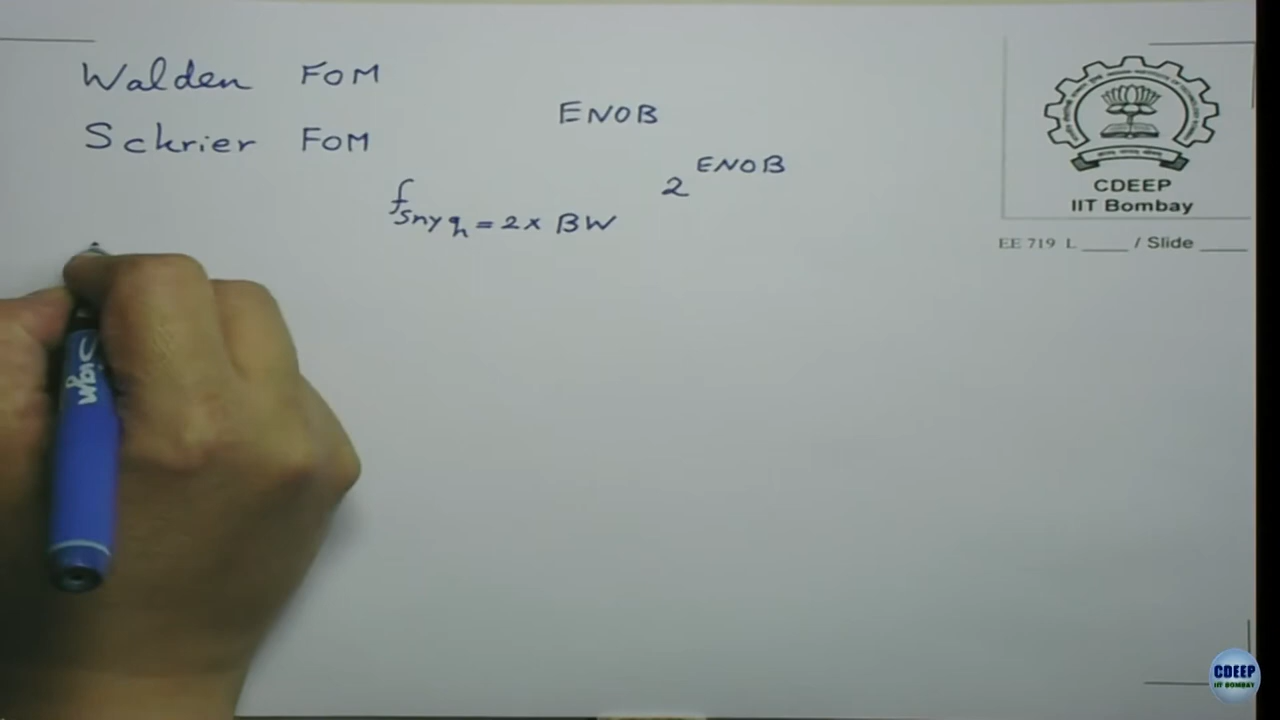 Walden FOM
ENOB
Sckrier FOM
2^ENOB
fsnyq = 2 x BW
CDEEP
IIT Bombay
EE 719 L ____ / Slide ____
CDEEP
IIT BOMBAY